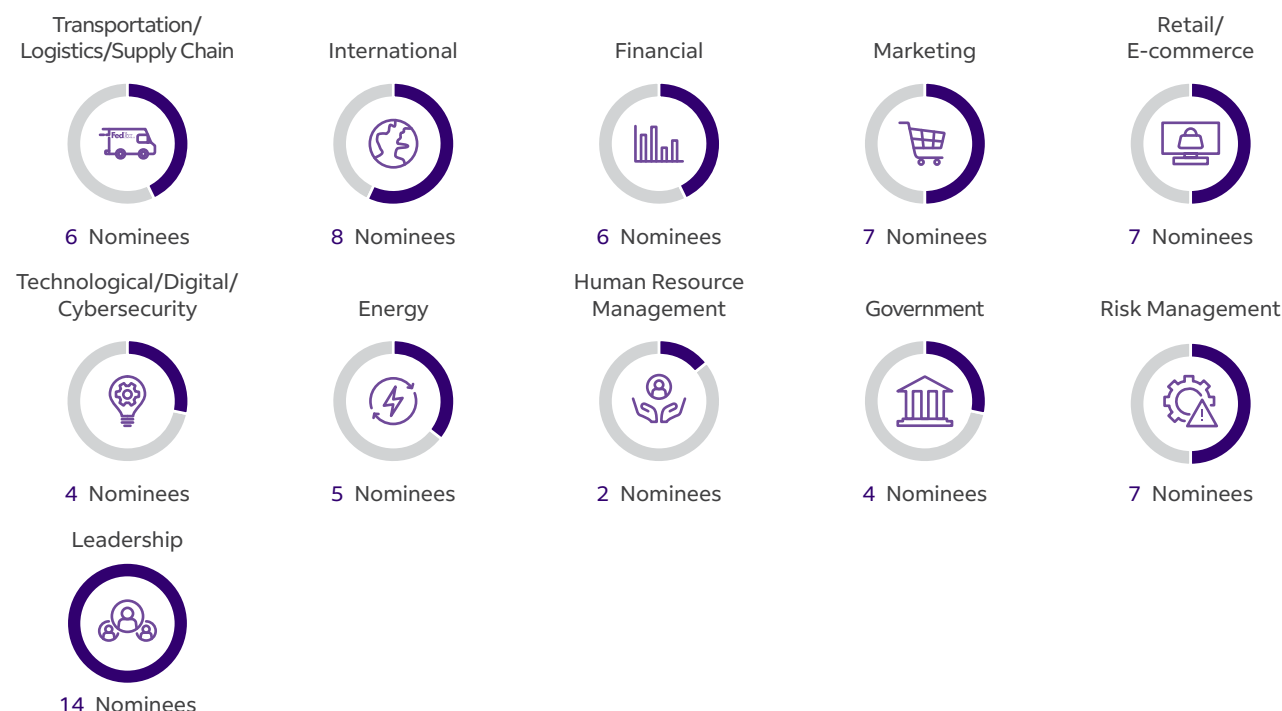 Transportation/
Logistics/Supply Chain
International
Financial
Marketing
Retail/
E-commerce
Fed
6 Nominees
8 Nominees
6 Nominees
7 Nominees
7 Nominees
Technological/Digital/
Cybersecurity
Energy
Human Resource
Management
Government
Risk Management
4 Nominees
5 Nominees
2 Nominees
4 Nominees
7 Nominees
Leadership
14 Nominees